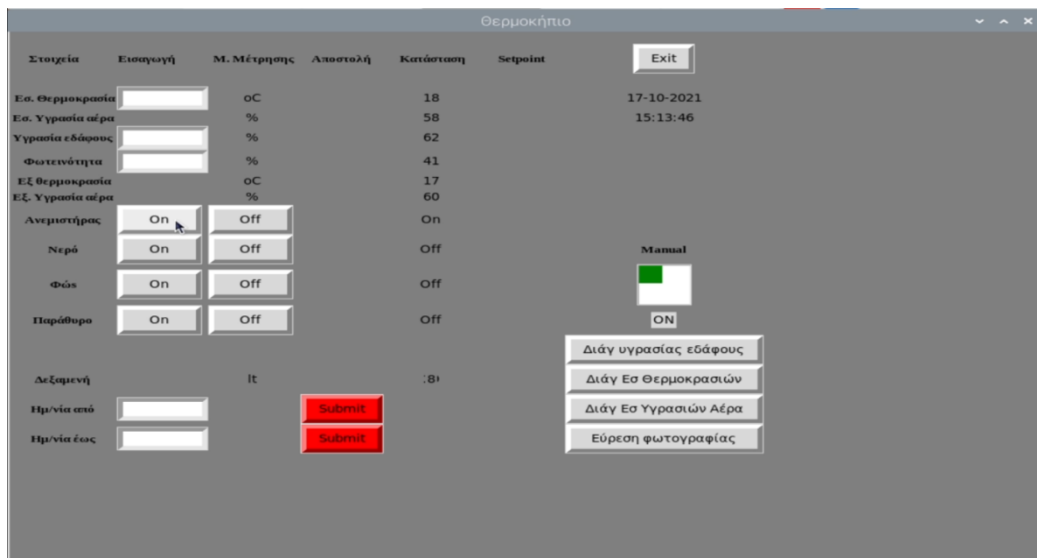 Θερμοκήπιο
Στοιχεία Εισαγωγή Μ. Μέτρησης Αποστολή Κατάσταση Setpoint Exit
Εσ. Θερμοκρασία oC 18 17-10-2021
Εσ. Υγρασία αέρα % 58 15:13:46
Υγρασία εδάφους % 62
Φωτεινότητα % 41
Εξ θερμοκρασία oC 17
Εξ. Υγρασία αέρα % 60
Ανεμιστήρας On Off On
Νερό On Off Off Manual
Φώς On Off Off
Παράθυρο On Off Off ON
Διάγ υγρασίας εδάφους
Δεξαμενή lt Διάγ Εσ Θερμοκρασιών
Ημ/νία από Submit Διάγ Εσ Υγρασιών Αέρα
Ημ/νία έως Submit Εύρεση φωτογραφίας